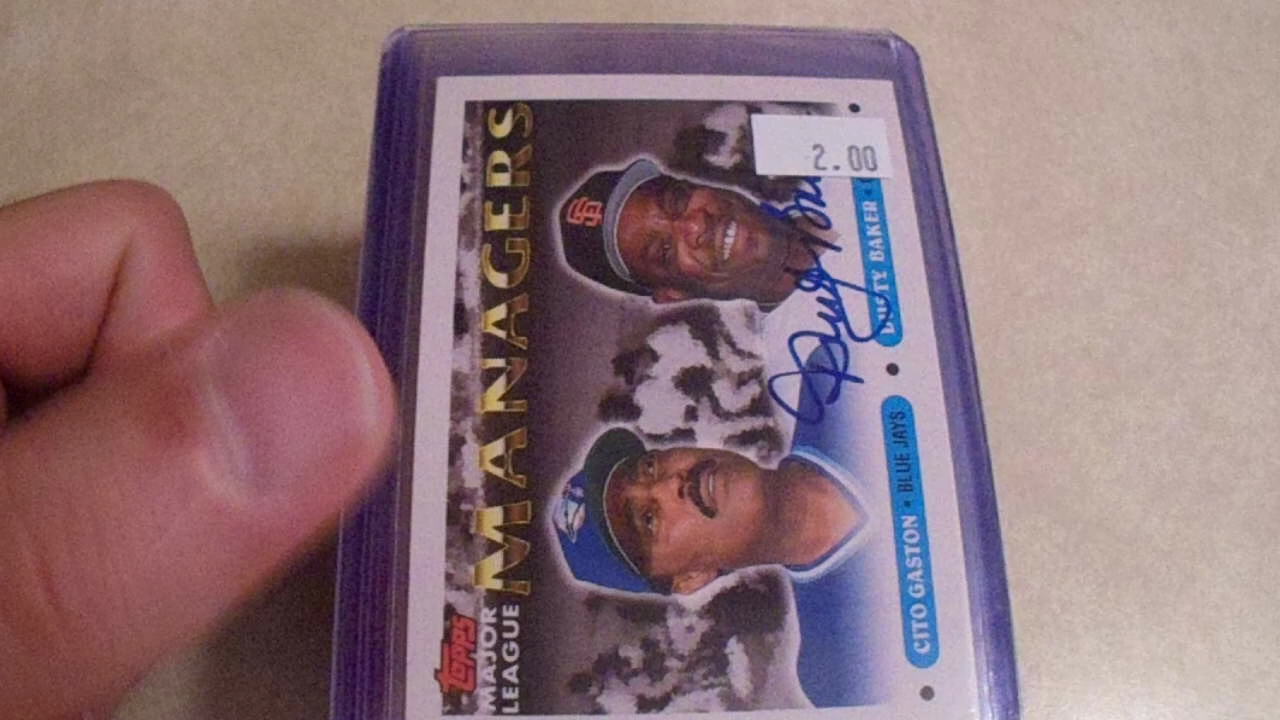 TOPPS
MAJOR
LEAGUE
MANAGERS
CITO GASTON • BLUE JAYS
DUSTY BAKER •
2.00